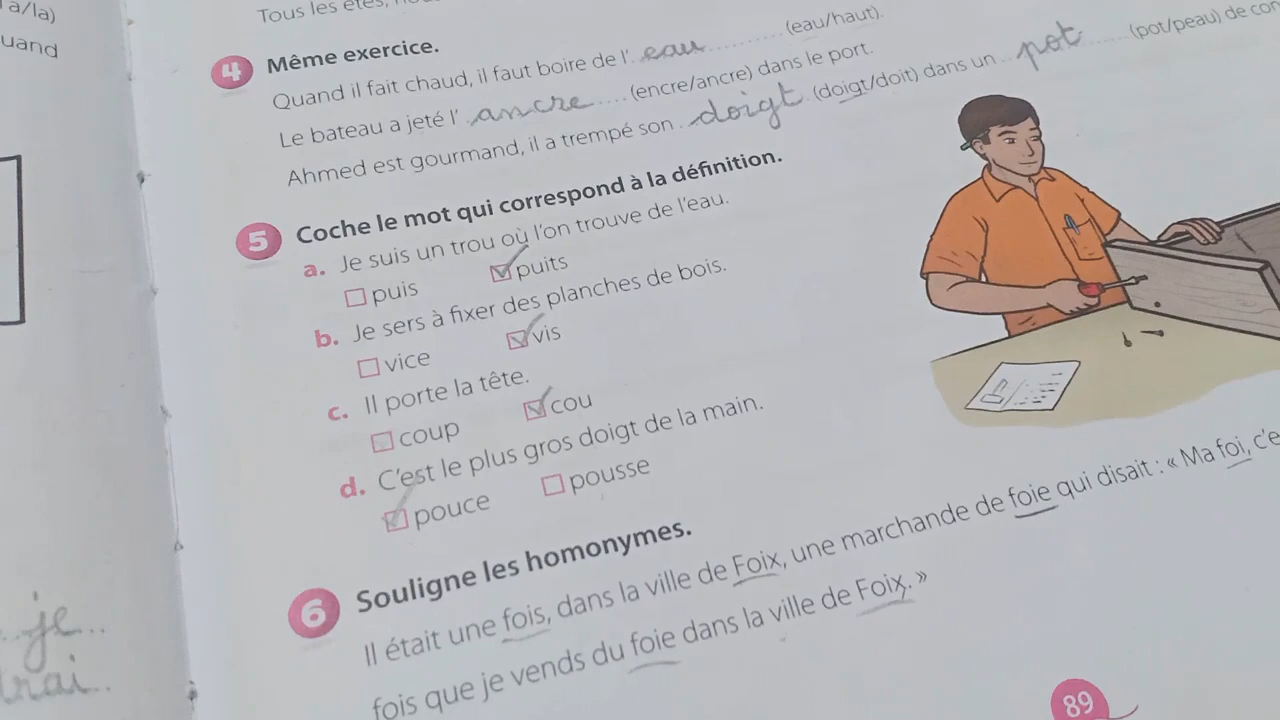 a/la)
uand
Tous les étés,
4 Même exercice.
Quand il fait chaud, il faut boire de l' eau (eau/haut).
Le bateau a jeté l' ancre (encre/ancre) dans le port.
Ahmed est gourmand, il a trempé son doigt (doigt/doit) dans un pot (pot/peau) de con
5 Coche le mot qui correspond à la définition.
a. Je suis un trou où l'on trouve de l'eau.
puis puits
b. Je sers à fixer des planches de bois.
vice vis
c. Il porte la tête.
coup cou
d. C'est le plus gros doigt de la main.
pouce pousse
6 Souligne les homonymes.
Il était une fois, dans la ville de Foix, une marchande de foie qui disait : « Ma foi, c'e
fois que je vends du foie dans la ville de Foix. »
je
vrai
89